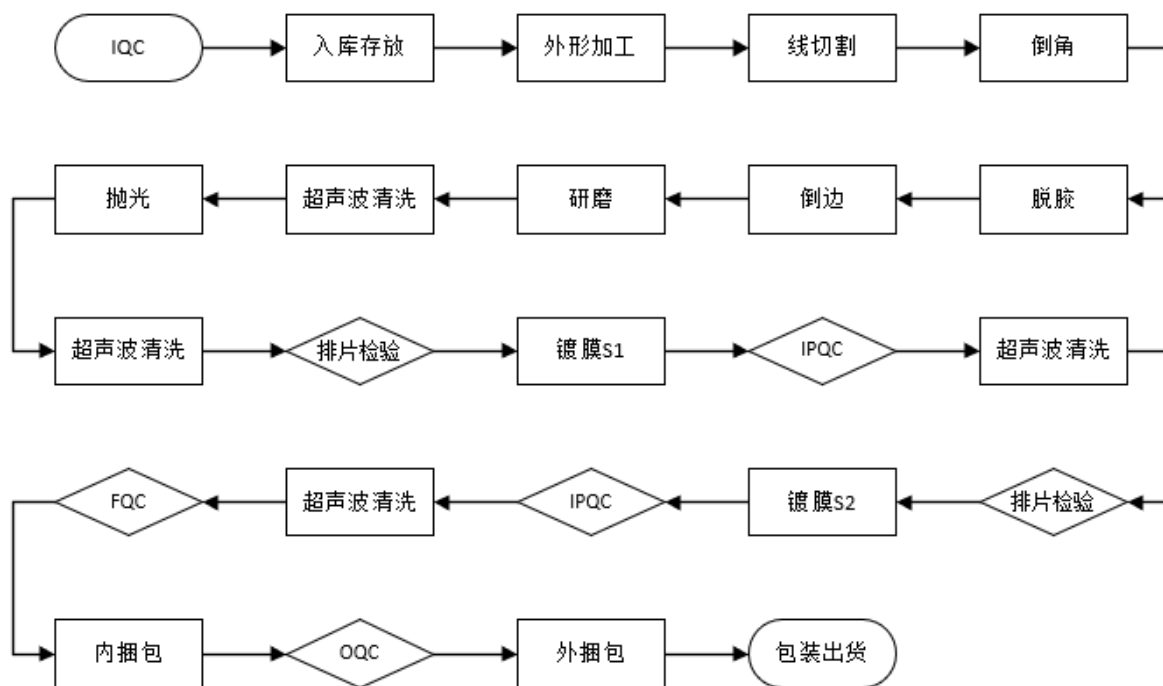 IQC
入库存放
外形加工
线切割
倒角
脱胶
倒边
研磨
超声波清洗
抛光
超声波清洗
排片检验
镀膜S1
IPQC
超声波清洗
排片检验
镀膜S2
IPQC
超声波清洗
FQC
内捆包
OQC
外捆包
包装出货